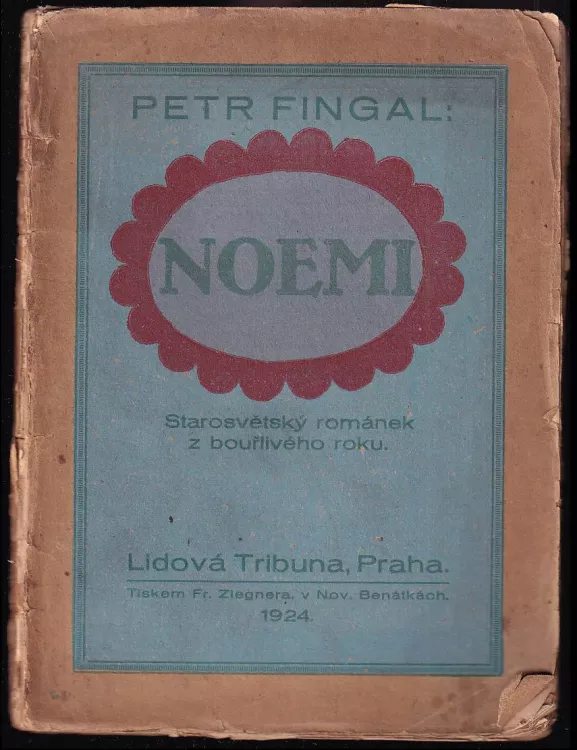 PETR FINGAL:
NOEMI
Starosvětský románek
z bouřlivého roku.
Lidová Tribuna, Praha.
Tiskem Fr. Ziegnera, v Nov. Benátkách.
1924.